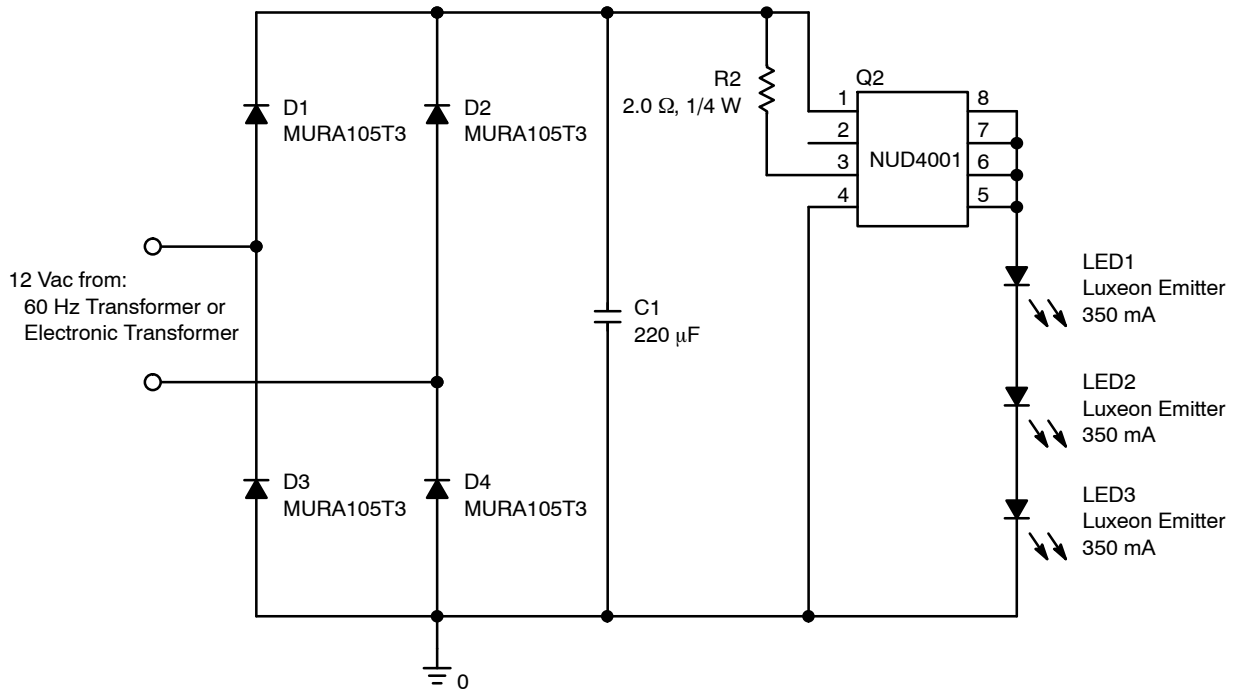 D1
MURA105T3
D2
MURA105T3
R2
2.0 Ω, 1/4 W
Q2
1
2
3
4
NUD4001
8
7
6
5
12 Vac from:
60 Hz Transformer or
Electronic Transformer
C1
220 μF
LED1
Luxeon Emitter
350 mA
LED2
Luxeon Emitter
350 mA
D3
MURA105T3
D4
MURA105T3
LED3
Luxeon Emitter
350 mA
0